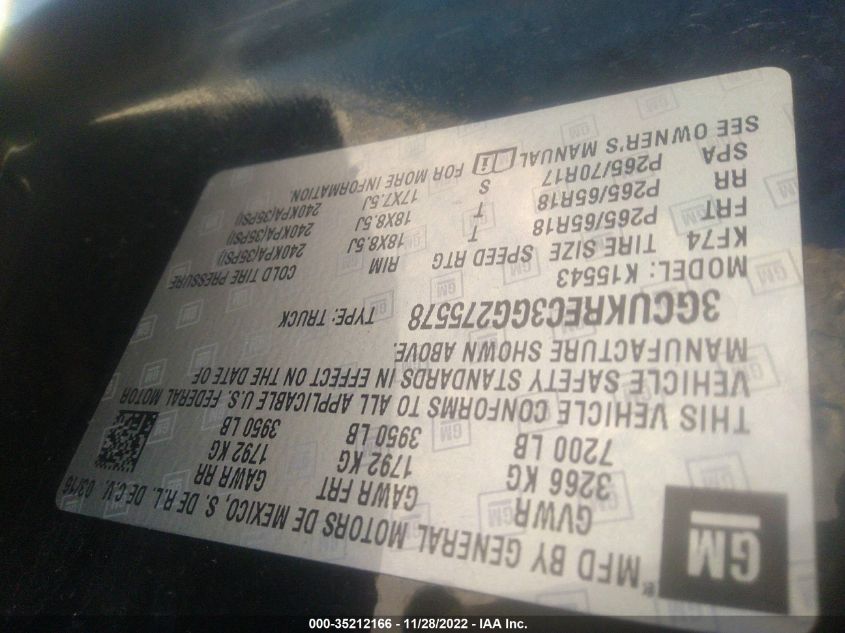 GM
MFD BY GENERAL MOTORS DE MEXICO, S. DE R.L. DE C.V. 03/16
GVWR GAWR FRT GAWR RR
3266 KG 1792 KG 1792 KG
7200 LB 3950 LB 3950 LB
THIS VEHICLE CONFORMS TO ALL APPLICABLE U.S. FEDERAL MOTOR
VEHICLE SAFETY STANDARDS IN EFFECT ON THE DATE OF
MANUFACTURE SHOWN ABOVE.
3GCUKREC3GG275578 TYPE: TRUCK
MODEL: K15543
KF74 TIRE SIZE SPEED RTG RIM COLD TIRE PRESSURE
FRT P265/65R18 T 18X8.5J 240KPA(35PSI)
RR P265/65R18 T 18X8.5J 240KPA(35PSI)
SPA P265/70R17 S 17X7.5J 240KPA(35PSI)
SEE OWNER'S MANUAL FOR MORE INFORMATION.
000-35212166 - 11/28/2022 - IAA Inc.